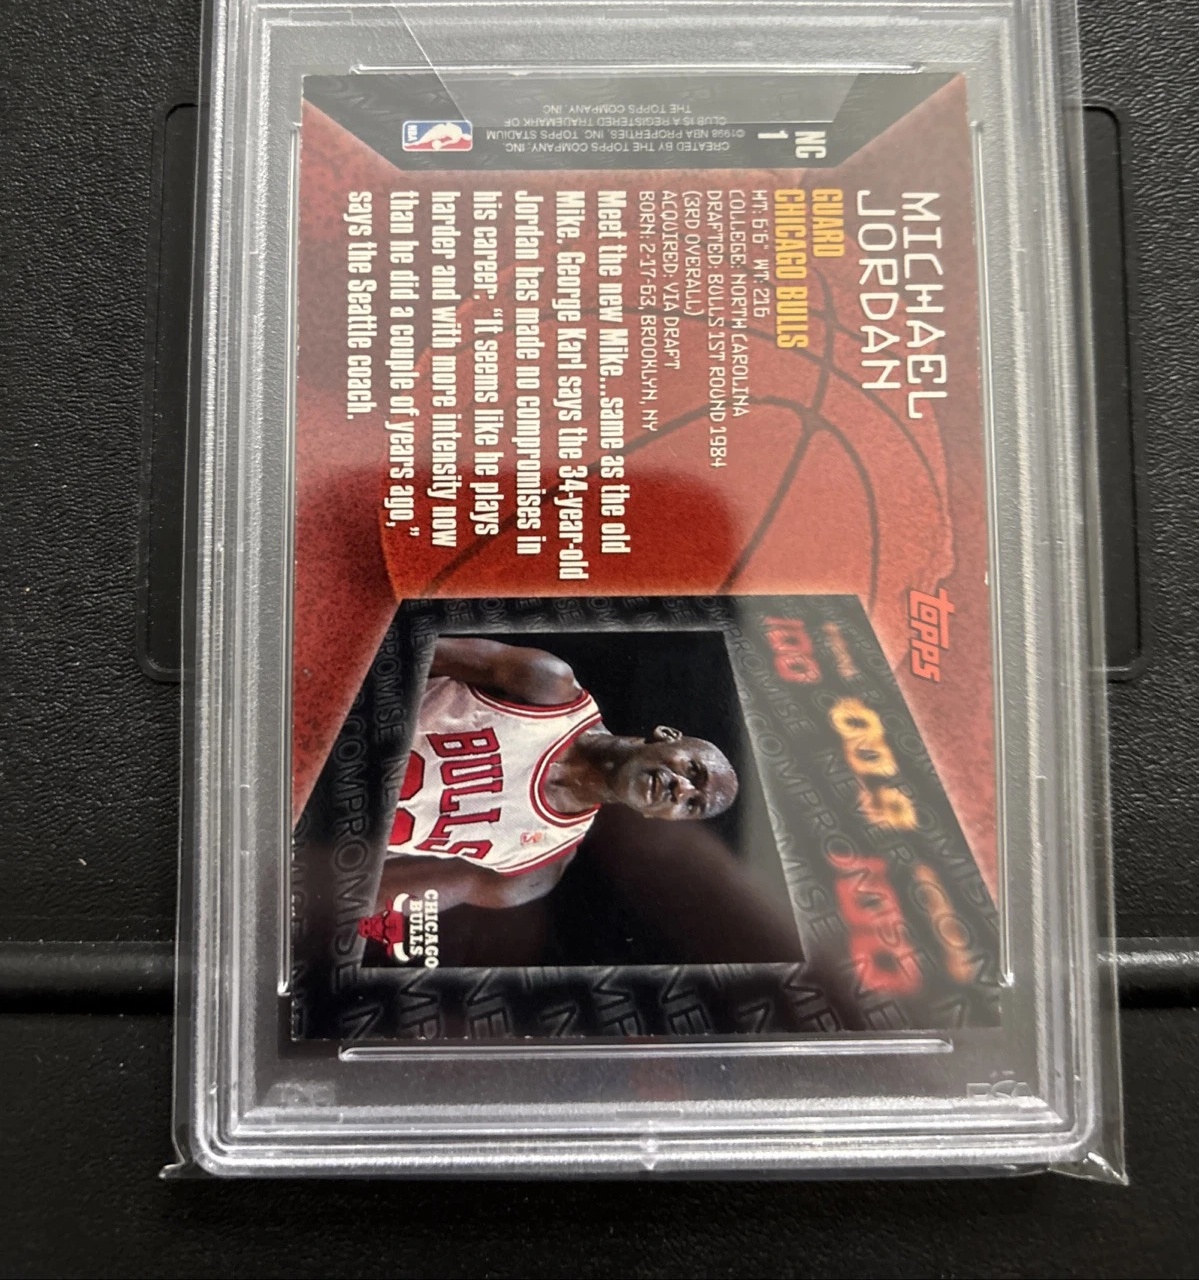 NC
1
©1998 NBA PROPERTIES, INC. TOPPS STADIUM
CREATED BY THE TOPPS COMPANY, INC.
CLUB IS A REGISTERED TRADEMARK OF
THE TOPPS COMPANY, INC.
NBA
MICHAEL
JORDAN
GUARD
CHICAGO BULLS
HT: 6'6" WT: 216
COLLEGE: NORTH CAROLINA
DRAFTED: BULLS 1ST ROUND 1984
(3RD OVERALL)
ACQUIRED: VIA DRAFT
BORN: 2-17-63, BROOKLYN, NY
Meet the new Mike...same as the old
Mike. George Karl says the 34-year-old
Jordan has made no compromises in
his career: "It seems like he plays
harder and with more intensity now
than he did a couple of years ago,"
says the Seattle coach.
TOPPS
COMPROMISE
NE COMPROMISE
BULLS
CHICAGO
BULLS
PSA